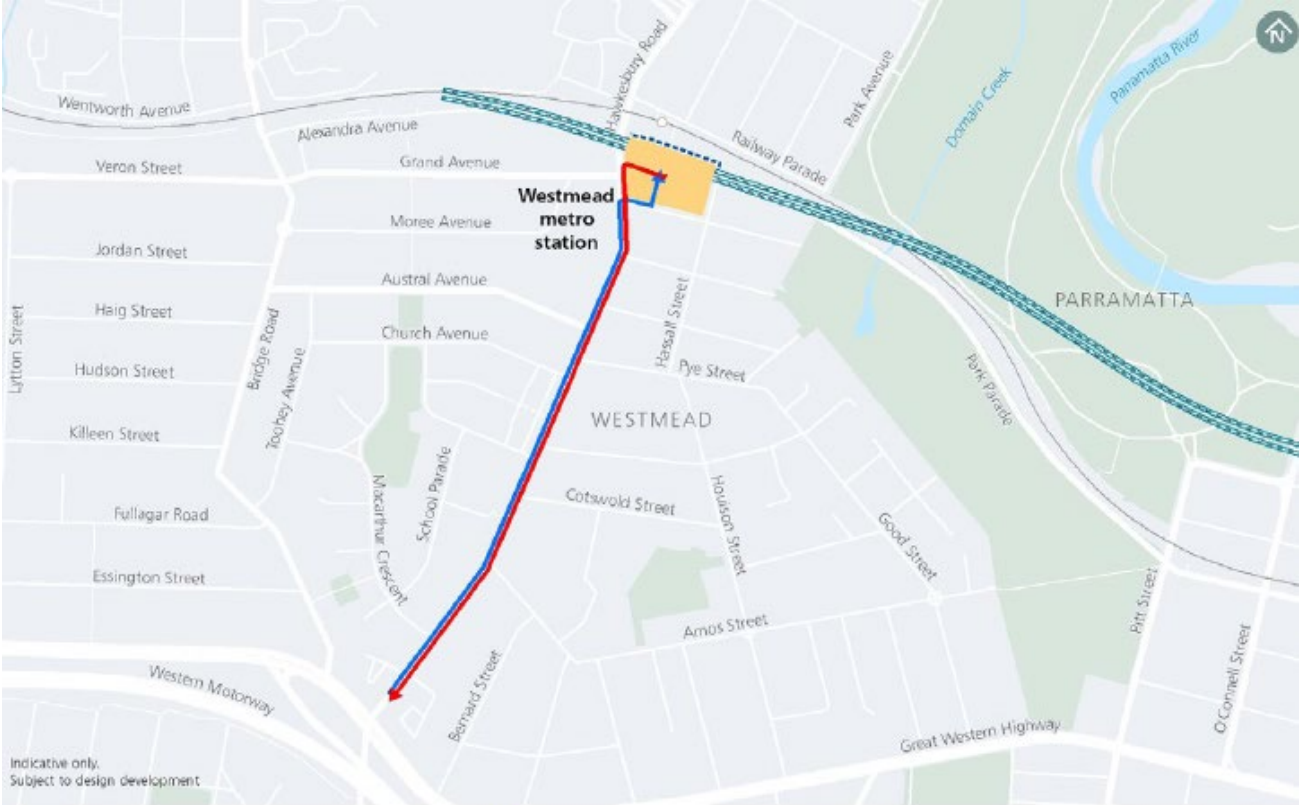 N
Hawkesbury Road
Park Avenue
Domain Creek
Parramatta River
Wentworth Avenue
Alexandra Avenue
Railway Parade
Veron Street
Grand Avenue
Westmead
metro
station
Moree Avenue
Jordan Street
Austral Avenue
Hassall Street
PARRAMATTA
Haig Street
Lytton Street
Bridge Road
Church Avenue
Toohey Avenue
Hudson Street
Pye Street
Park Parade
WESTMEAD
Killeen Street
School Parade
Macarthur Crescent
Cotswold Street
Houison Street
Good Street
Fullagar Road
Essington Street
Amos Street
Pitt Street
O'Connell Street
Bernard Street
Western Motorway
Great Western Highway
Indicative only.
Subject to design development